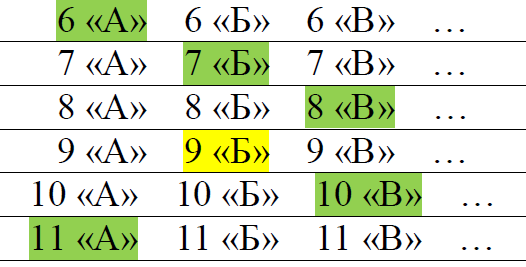 6 «А» 6 «Б» 6 «В» …
7 «А» 7 «Б» 7 «В» …
8 «А» 8 «Б» 8 «В» …
9 «А» 9 «Б» 9 «В» …
10 «А» 10 «Б» 10 «В» …
11 «А» 11 «Б» 11 «В» …